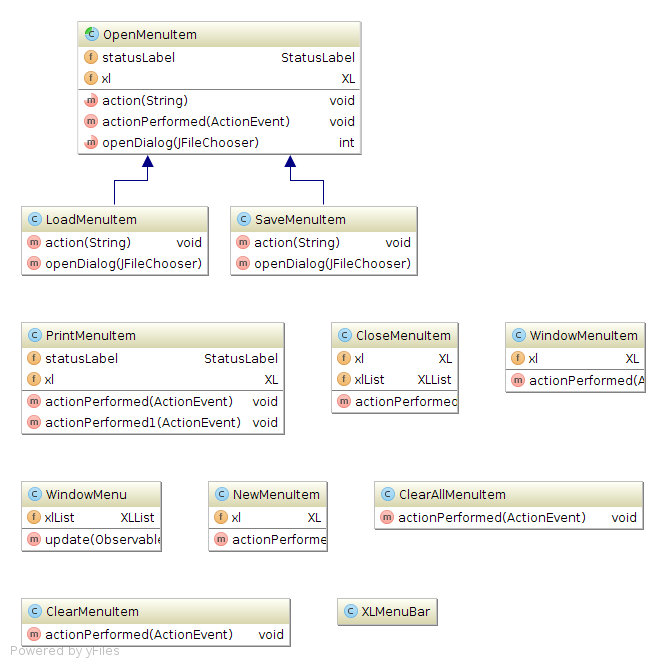 OpenMenuItem
statusLabel StatusLabel
xl XL
action(String) void
actionPerformed(ActionEvent) void
openDialog(JFileChooser) int
LoadMenuItem
action(String) void
openDialog(JFileChooser)
SaveMenuItem
action(String) void
openDialog(JFileChooser)
PrintMenuItem
statusLabel StatusLabel
xl XL
actionPerformed(ActionEvent) void
actionPerformed1(ActionEvent) void
CloseMenuItem
xl XL
xlList XLList
actionPerformed
WindowMenuItem
xl XL
actionPerformed(A
WindowMenu
xlList XLList
update(Observable
NewMenuItem
xl XL
actionPerforme
ClearAllMenuItem
actionPerformed(ActionEvent) void
ClearMenuItem
actionPerformed(ActionEvent) void
XLMenuBar
Powered by yFiles